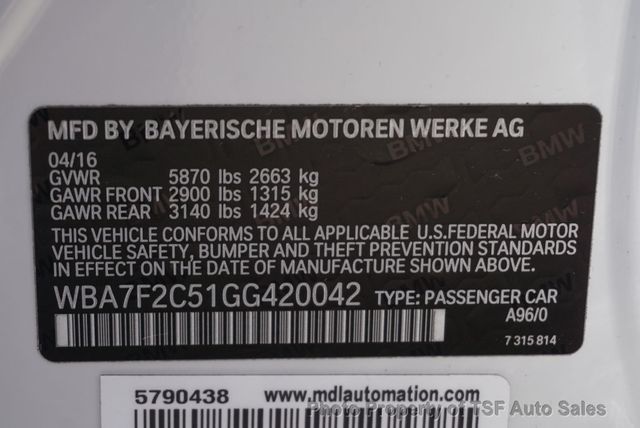 MFD BY BAYERISCHE MOTOREN WERKE AG
04/16
GVWR 5870 lbs 2663 kg
GAWR FRONT 2900 lbs 1315 kg
GAWR REAR 3140 lbs 1424 kg
THIS VEHICLE CONFORMS TO ALL APPLICABLE U.S.FEDERAL MOTOR
VEHICLE SAFETY, BUMPER AND THEFT PREVENTION STANDARDS
IN EFFECT ON THE DATE OF MANUFACTURE SHOWN ABOVE.
WBA7F2C51GG420042 TYPE: PASSENGER CAR
A96/0
7 315 814
5790438 www.mdlautomation.com
Photo Property of TSF Auto Sales